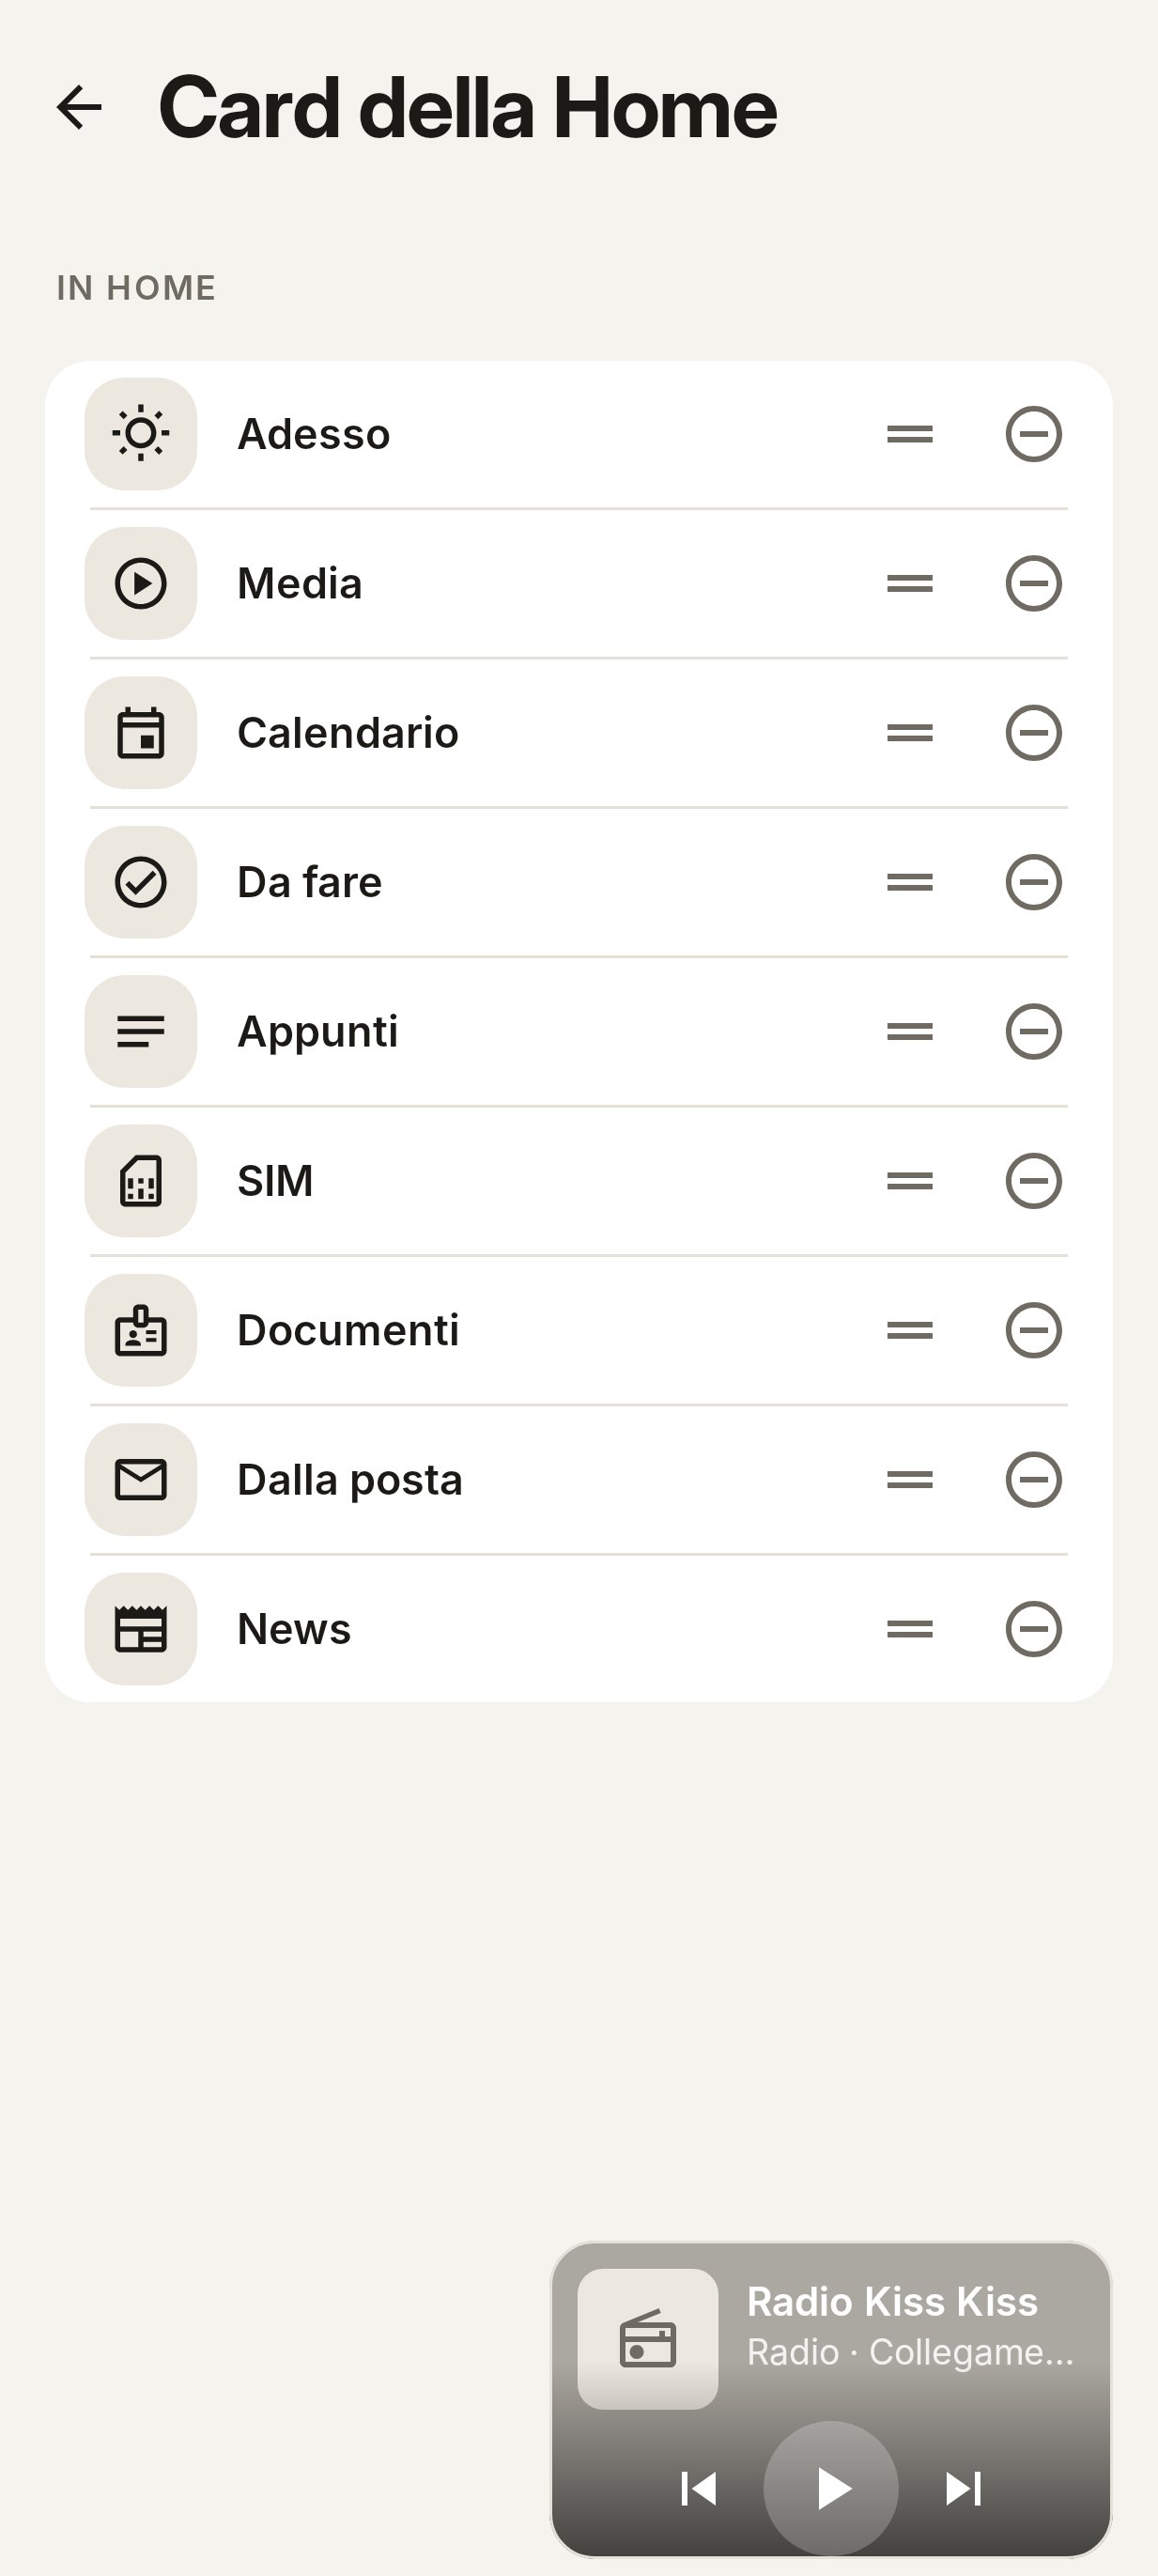 Card della Home
IN HOME
Adesso
Media
Calendario
Da fare
Appunti
SIM
Documenti
Dalla posta
News
Radio Kiss Kiss
Radio · Collegame...